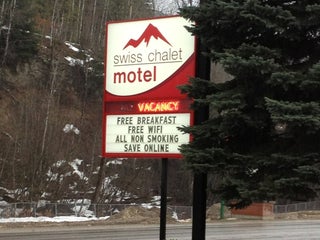 swiss chalet
motel
VACANCY
FREE BREAKFAST
FREE WIFI
ALL NON SMOKING
SAVE ONLINE